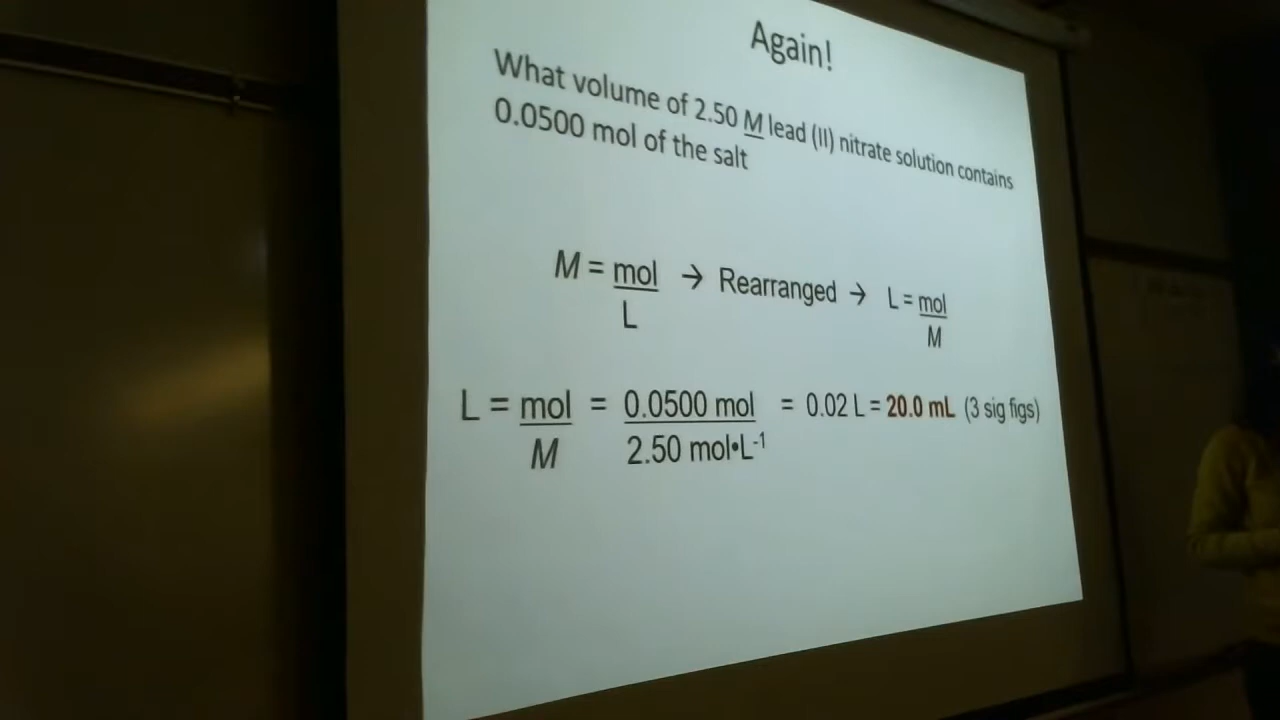 Again!
What volume of 2.50 M lead (II) nitrate solution contains
0.0500 mol of the salt
M = mol → Rearranged → L = mol
L M
L = mol = 0.0500 mol = 0.02 L = 20.0 mL (3 sig figs)
M 2.50 mol•L-1